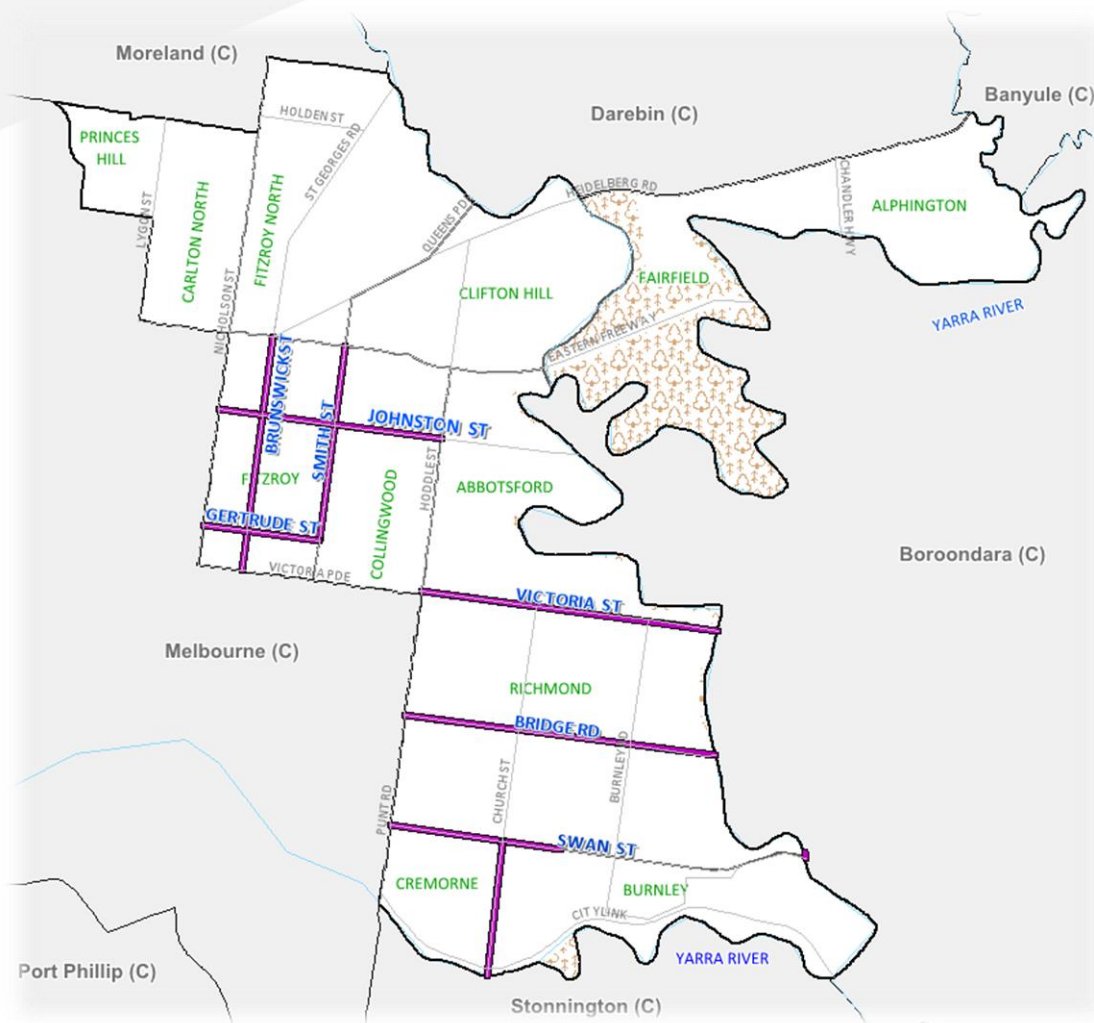 Moreland (C)
Darebin (C)
Banyule (C)
HOLDEN ST
PRINCES
HILL
ST GEORGES RD
HEIDELBERG RD
CHANDLER HWY
LYGON ST
CARLTON NORTH
FITZROY NORTH
QUEENS PDE
ALPHINGTON
FAIRFIELD
CLIFTON HILL
NICHOLSON ST
YARRA RIVER
EASTERN FREEWAY
BRUNSWICK ST
SMITH ST
JOHNSTON ST
FITZROY
HODDLE ST
COLLINGWOOD
ABBOTSFORD
GERTRUDE ST
VICTORIA PDE
Boroondara (C)
VICTORIA ST
Melbourne (C)
RICHMOND
BRIDGE RD
PUNT RD
CHURCH ST
BURNLEY RD
SWAN ST
CREMORNE
BURNLEY
CITYLINK
YARRA RIVER
Port Phillip (C)
Stonnington (C)